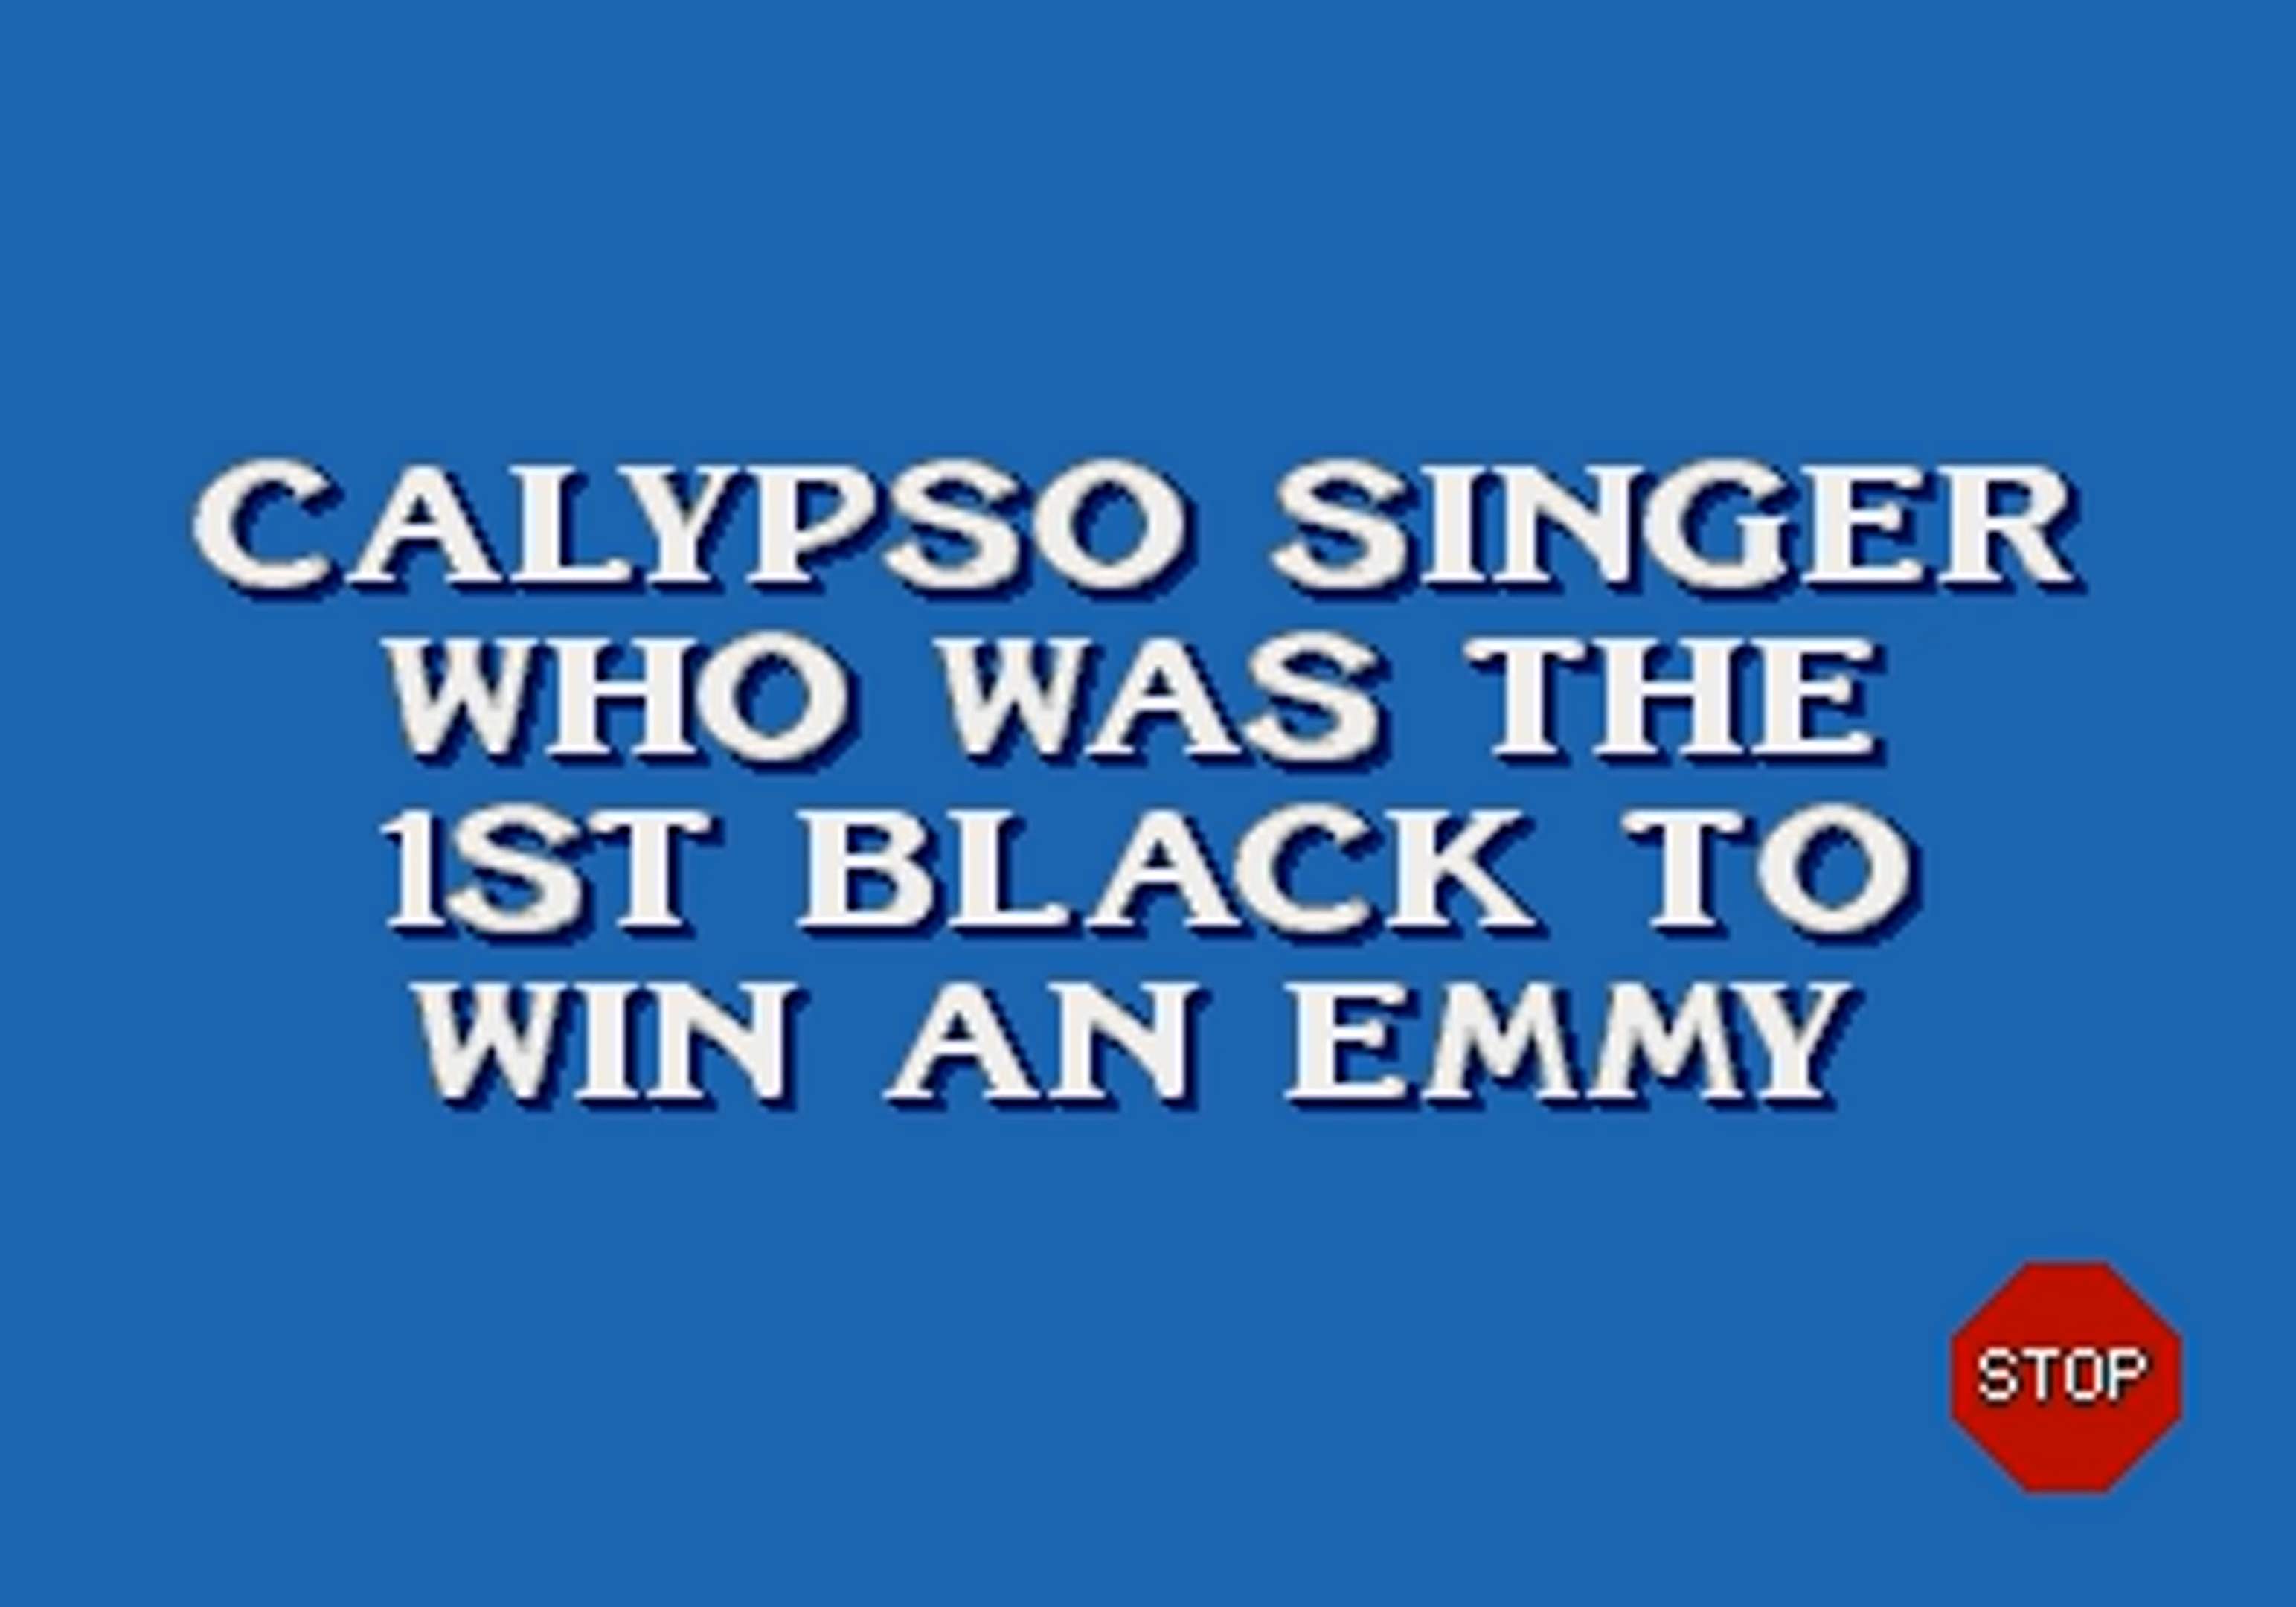 CALYPSO SINGER
WHO WAS THE
1ST BLACK TO
WIN AN EMMY
STOP